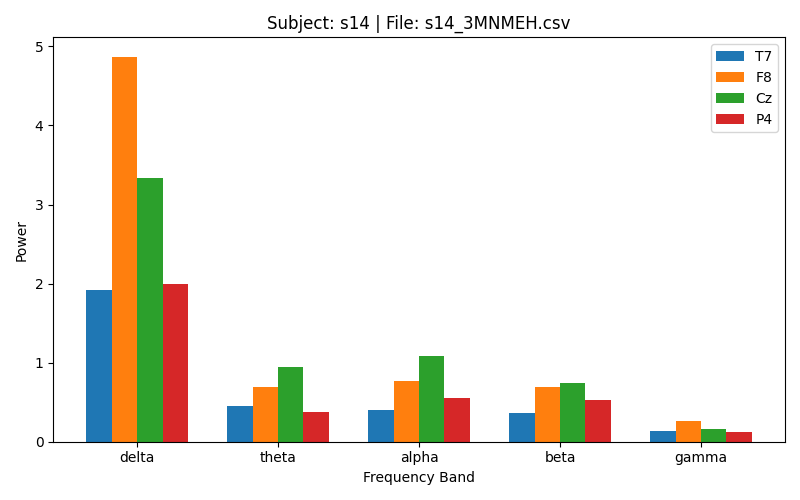 Subject: s14 | File: s14_3MNMEH.csv
T7
F8
Cz
P4
Power
5
4
3
2
1
0
delta theta alpha beta gamma
Frequency Band